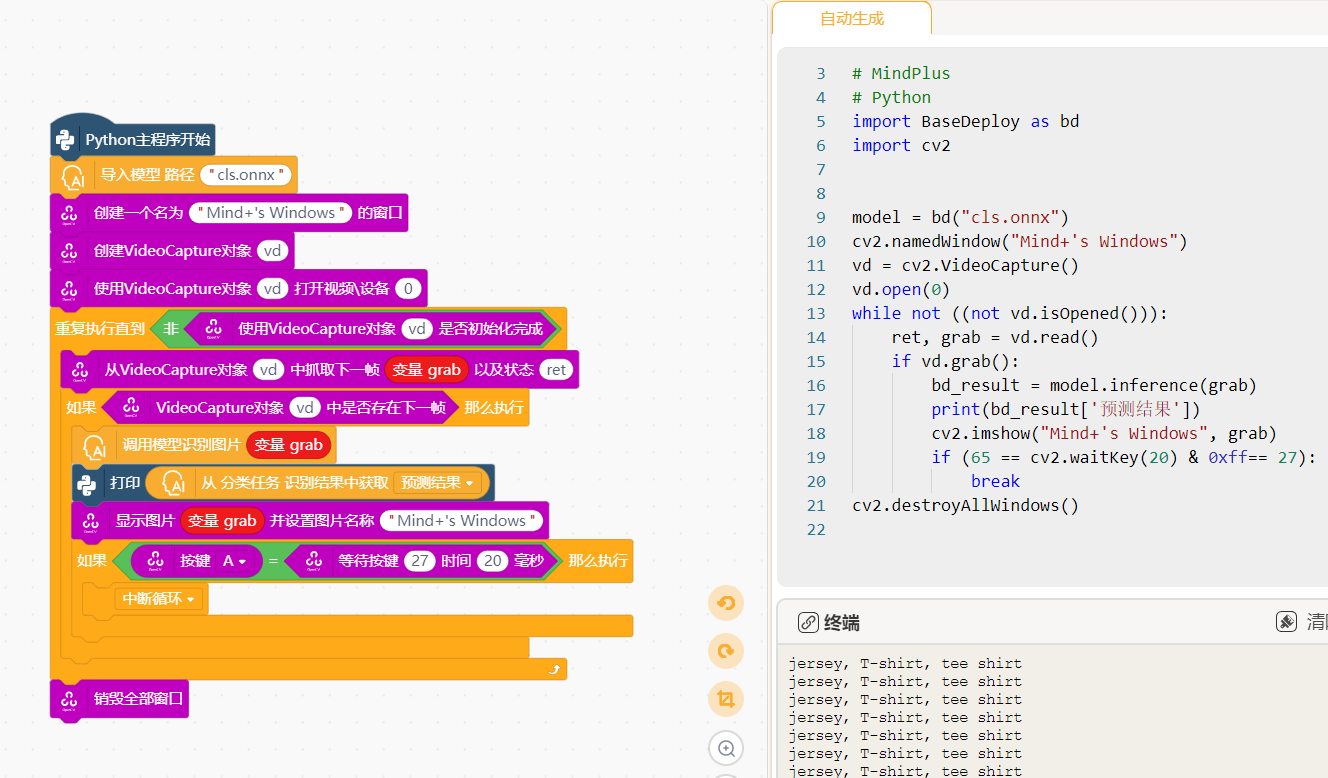 Python主程序开始
导入模型 路径 "cls.onnx"
创建一个名为 "Mind+'s Windows" 的窗口
创建VideoCapture对象 vd
使用VideoCapture对象 vd 打开视频\设备 0
重复执行直到 非 使用VideoCapture对象 vd 是否初始化完成
从VideoCapture对象 vd 中抓取下一帧 变量 grab 以及状态 ret
如果 VideoCapture对象 vd 中是否存在下一帧 那么执行
调用模型识别图片 变量 grab
打印 从 分类任务 识别结果中获取 预测结果
显示图片 变量 grab 并设置图片名称 "Mind+'s Windows"
如果 按键 A = 等待按键 27 时间 20 毫秒 那么执行
中断循环
销毁全部窗口
自动生成
3 # MindPlus
4 # Python
5 import BaseDeploy as bd
6 import cv2
7
8
9 model = bd("cls.onnx")
10 cv2.namedWindow("Mind+'s Windows")
11 vd = cv2.VideoCapture()
12 vd.open(0)
13 while not ((not vd.isOpened())):
14 ret, grab = vd.read()
15 if vd.grab():
16 bd_result = model.inference(grab)
17 print(bd_result['预测结果'])
18 cv2.imshow("Mind+'s Windows", grab)
19 if (65 == cv2.waitKey(20) & 0xff== 27):
20 break
21 cv2.destroyAllWindows()
22
终端 清
jersey, T-shirt, tee shirt
jersey, T-shirt, tee shirt
jersey, T-shirt, tee shirt
jersey, T-shirt, tee shirt
jersey, T-shirt, tee shirt
jersey, T-shirt, tee shirt
jersey, T-shirt, tee shirt